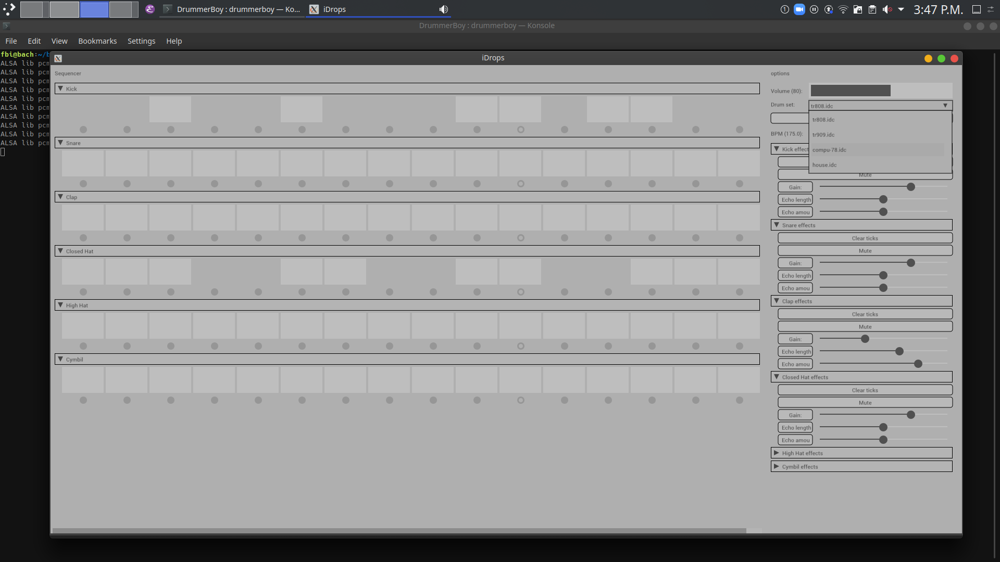 DrummerBoy : drummerboy — Ko...
iDrops
1
3:47 P.M.
DrummerBoy : drummerboy — Konsole
File Edit View Bookmarks Settings Help
fbi@bach:~/b
ALSA lib pcm
ALSA lib pcm
ALSA lib pcm
ALSA lib pcm
ALSA lib pcm
ALSA lib pcm
ALSA lib pcm
ALSA lib pcm
ALSA lib pcm
ALSA lib pcm
iDrops
Sequencer
Kick
Snare
Clap
Closed Hat
High Hat
Cymbil
options
Volume (80):
Drum set: tr808.idc
tr808.idc
tr909.idc
compu-78.idc
house.idc
BPM (175.0):
Kick effect
Mute
Gain:
Echo length
Echo amou
Snare effects
Clear ticks
Mute
Gain:
Echo length
Echo amou
Clap effects
Clear ticks
Mute
Gain:
Echo length
Echo amou
Closed Hat effects
Clear ticks
Mute
Gain:
Echo length
Echo amou
High Hat effects
Cymbil effects